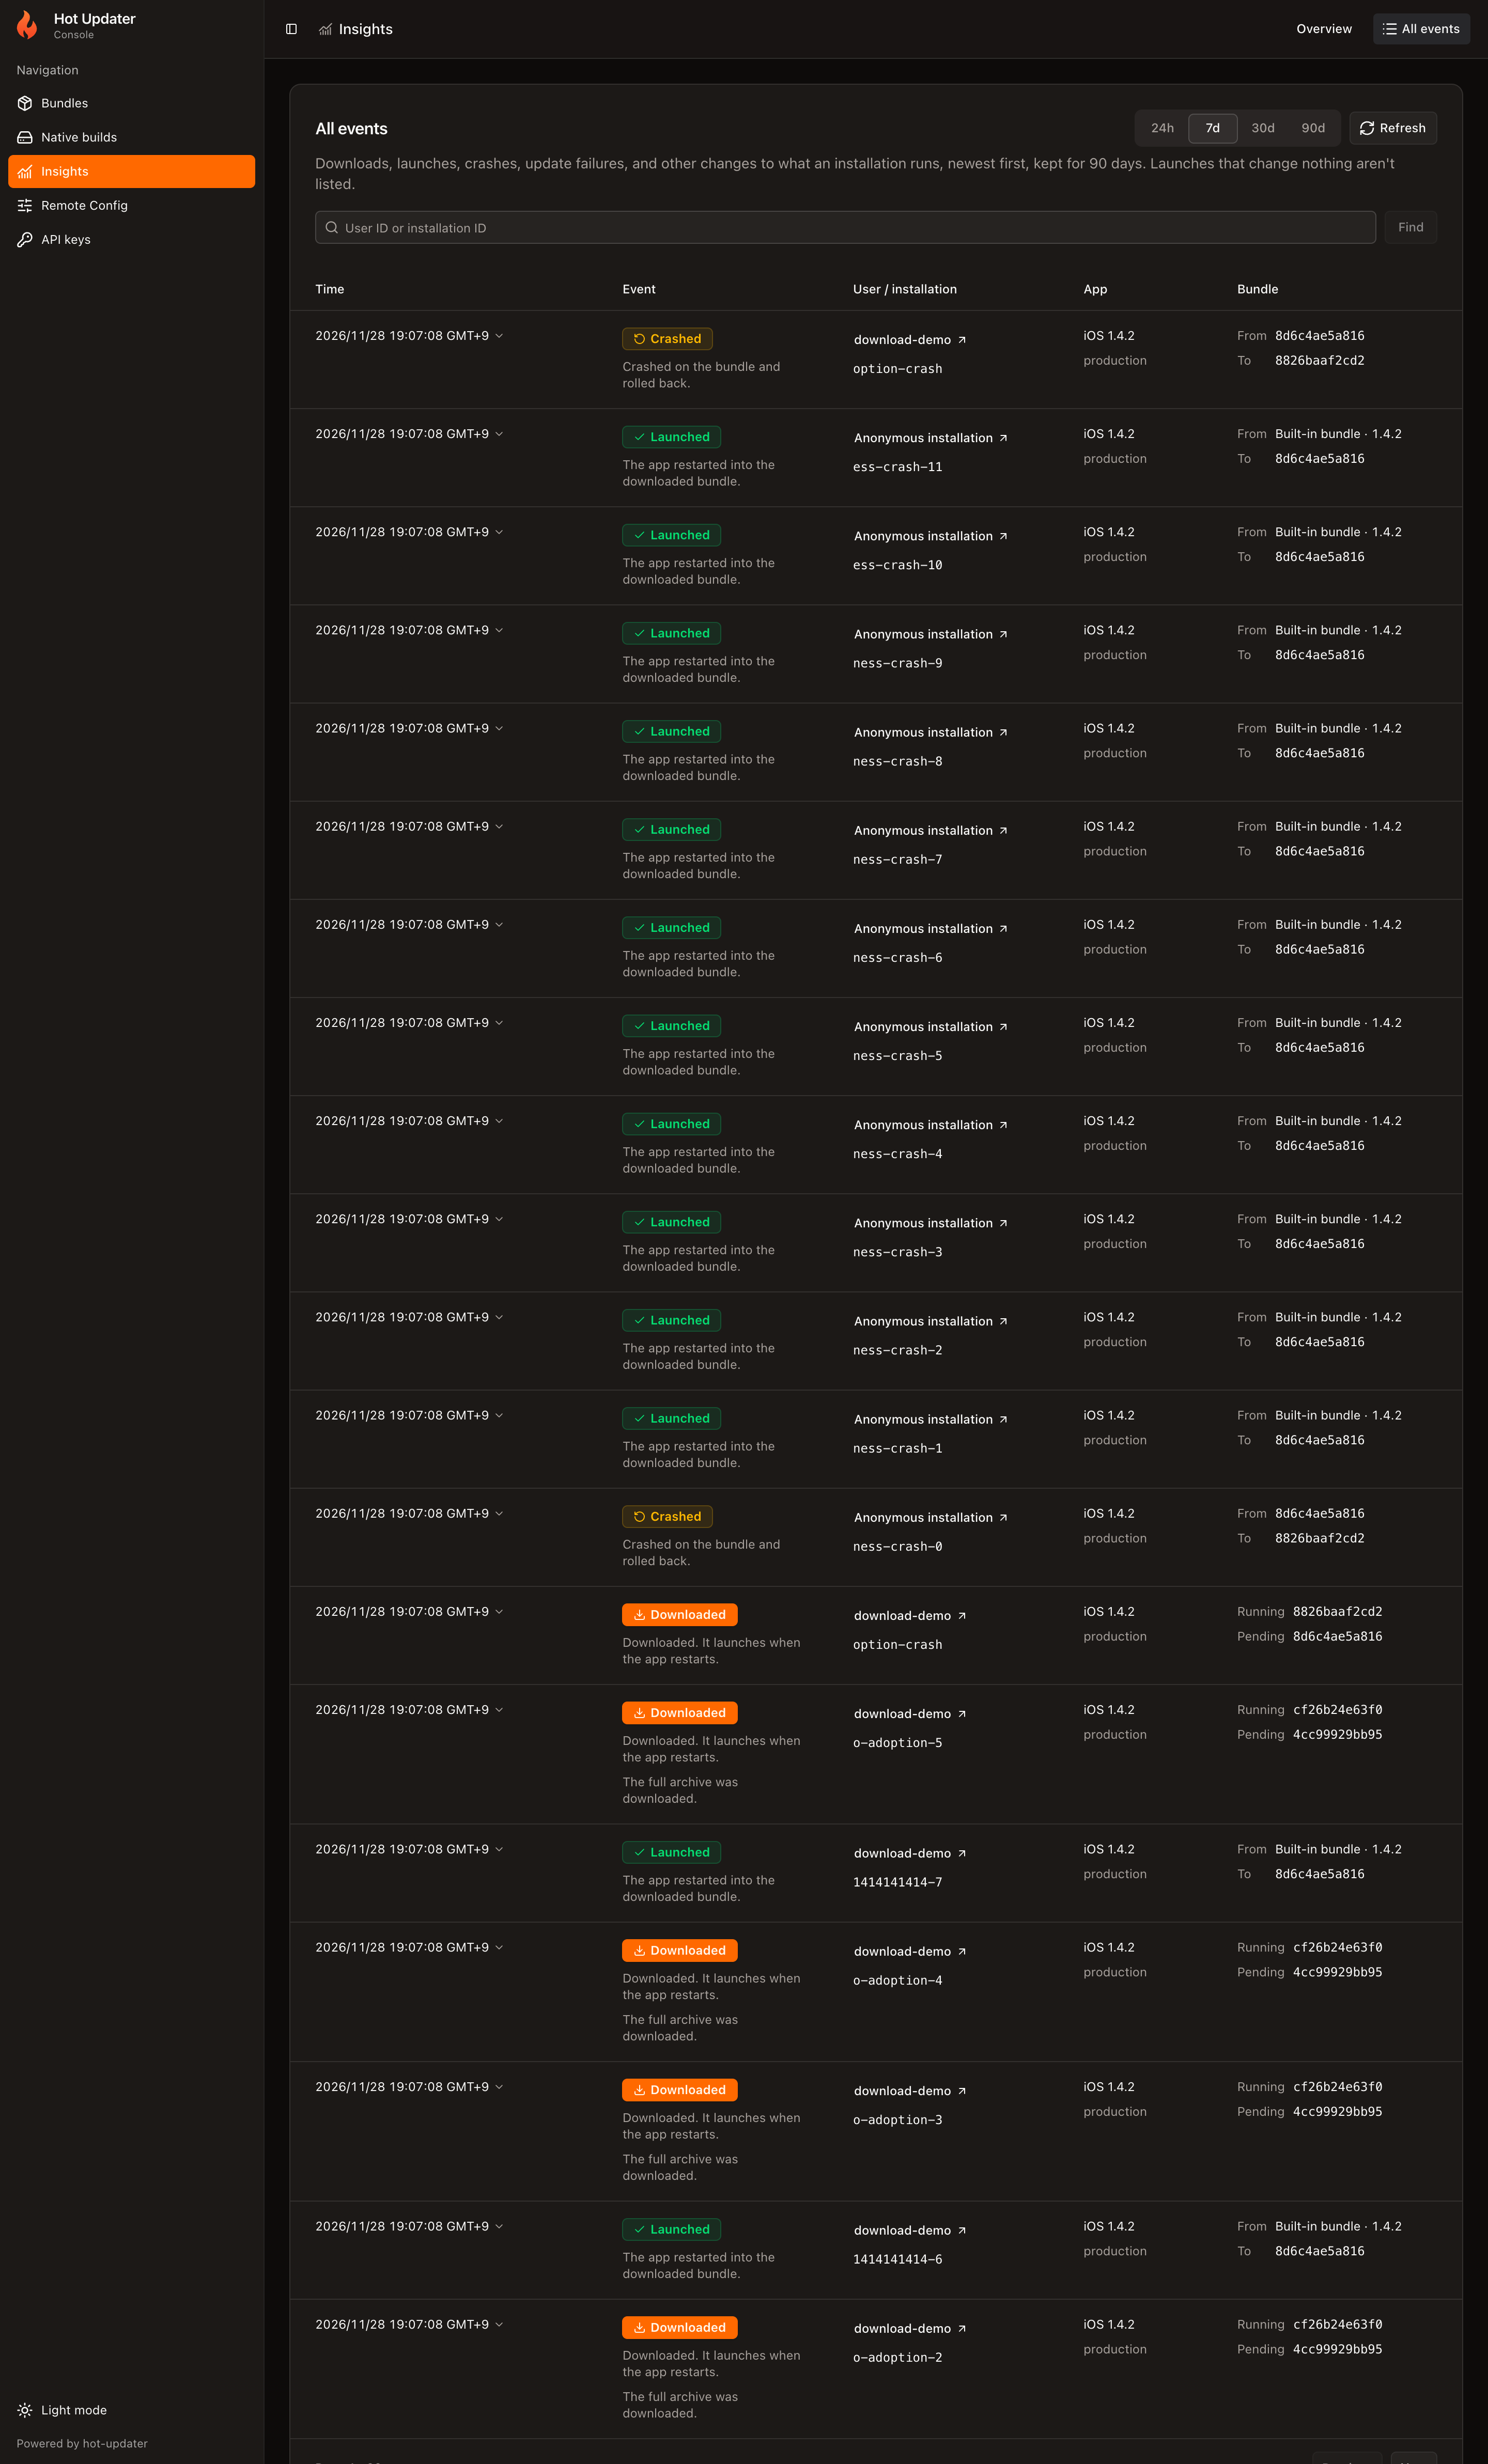 Hot Updater
Console
Navigation
Bundles
Native builds
Insights
Remote Config
API keys
Light mode
Powered by hot-updater
Insights
Overview
All events
All events
24h
7d
30d
90d
Refresh
Downloads, launches, crashes, update failures, and other changes to what an installation runs, newest first, kept for 90 days. Launches that change nothing aren't
listed.
User ID or installation ID
Find
Time Event User / installation App Bundle
2026/11/28 19:07:08 GMT+9 Crashed download-demo iOS 1.4.2 From 8d6c4ae5a816
Crashed on the bundle and option-crash production To 8826baaf2cd2
rolled back.
2026/11/28 19:07:08 GMT+9 Launched Anonymous installation iOS 1.4.2 From Built-in bundle · 1.4.2
The app restarted into the ess-crash-11 production To 8d6c4ae5a816
downloaded bundle.
2026/11/28 19:07:08 GMT+9 Launched Anonymous installation iOS 1.4.2 From Built-in bundle · 1.4.2
The app restarted into the ess-crash-10 production To 8d6c4ae5a816
downloaded bundle.
2026/11/28 19:07:08 GMT+9 Launched Anonymous installation iOS 1.4.2 From Built-in bundle · 1.4.2
The app restarted into the ness-crash-9 production To 8d6c4ae5a816
downloaded bundle.
2026/11/28 19:07:08 GMT+9 Launched Anonymous installation iOS 1.4.2 From Built-in bundle · 1.4.2
The app restarted into the ness-crash-8 production To 8d6c4ae5a816
downloaded bundle.
2026/11/28 19:07:08 GMT+9 Launched Anonymous installation iOS 1.4.2 From Built-in bundle · 1.4.2
The app restarted into the ness-crash-7 production To 8d6c4ae5a816
downloaded bundle.
2026/11/28 19:07:08 GMT+9 Launched Anonymous installation iOS 1.4.2 From Built-in bundle · 1.4.2
The app restarted into the ness-crash-6 production To 8d6c4ae5a816
downloaded bundle.
2026/11/28 19:07:08 GMT+9 Launched Anonymous installation iOS 1.4.2 From Built-in bundle · 1.4.2
The app restarted into the ness-crash-5 production To 8d6c4ae5a816
downloaded bundle.
2026/11/28 19:07:08 GMT+9 Launched Anonymous installation iOS 1.4.2 From Built-in bundle · 1.4.2
The app restarted into the ness-crash-4 production To 8d6c4ae5a816
downloaded bundle.
2026/11/28 19:07:08 GMT+9 Launched Anonymous installation iOS 1.4.2 From Built-in bundle · 1.4.2
The app restarted into the ness-crash-3 production To 8d6c4ae5a816
downloaded bundle.
2026/11/28 19:07:08 GMT+9 Launched Anonymous installation iOS 1.4.2 From Built-in bundle · 1.4.2
The app restarted into the ness-crash-2 production To 8d6c4ae5a816
downloaded bundle.
2026/11/28 19:07:08 GMT+9 Launched Anonymous installation iOS 1.4.2 From Built-in bundle · 1.4.2
The app restarted into the ness-crash-1 production To 8d6c4ae5a816
downloaded bundle.
2026/11/28 19:07:08 GMT+9 Crashed Anonymous installation iOS 1.4.2 From 8d6c4ae5a816
Crashed on the bundle and ness-crash-0 production To 8826baaf2cd2
rolled back.
2026/11/28 19:07:08 GMT+9 Downloaded download-demo iOS 1.4.2 Running 8826baaf2cd2
Downloaded. It launches when option-crash production Pending 8d6c4ae5a816
the app restarts.
2026/11/28 19:07:08 GMT+9 Downloaded download-demo iOS 1.4.2 Running cf26b24e63f0
Downloaded. It launches when o-adoption-5 production Pending 4cc99929bb95
the app restarts.
The full archive was
downloaded.
2026/11/28 19:07:08 GMT+9 Launched download-demo iOS 1.4.2 From Built-in bundle · 1.4.2
The app restarted into the 1414141414-7 production To 8d6c4ae5a816
downloaded bundle.
2026/11/28 19:07:08 GMT+9 Downloaded download-demo iOS 1.4.2 Running cf26b24e63f0
Downloaded. It launches when o-adoption-4 production Pending 4cc99929bb95
the app restarts.
The full archive was
downloaded.
2026/11/28 19:07:08 GMT+9 Downloaded download-demo iOS 1.4.2 Running cf26b24e63f0
Downloaded. It launches when o-adoption-3 production Pending 4cc99929bb95
the app restarts.
The full archive was
downloaded.
2026/11/28 19:07:08 GMT+9 Launched download-demo iOS 1.4.2 From Built-in bundle · 1.4.2
The app restarted into the 1414141414-6 production To 8d6c4ae5a816
downloaded bundle.
2026/11/28 19:07:08 GMT+9 Downloaded download-demo iOS 1.4.2 Running cf26b24e63f0
Downloaded. It launches when o-adoption-2 production Pending 4cc99929bb95
the app restarts.
The full archive was
downloaded.